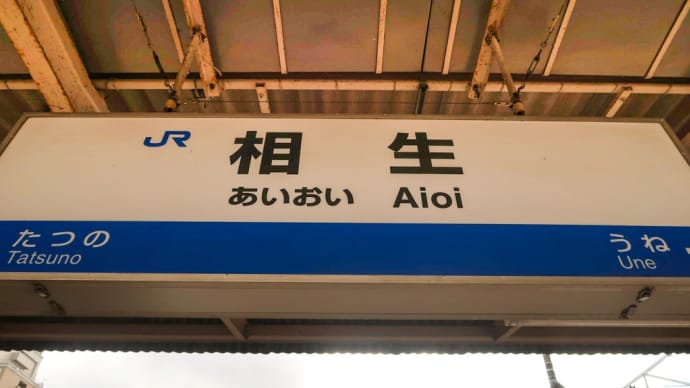 JR 相生
あいおい Aioi
たつの うね
Tatsuno Une